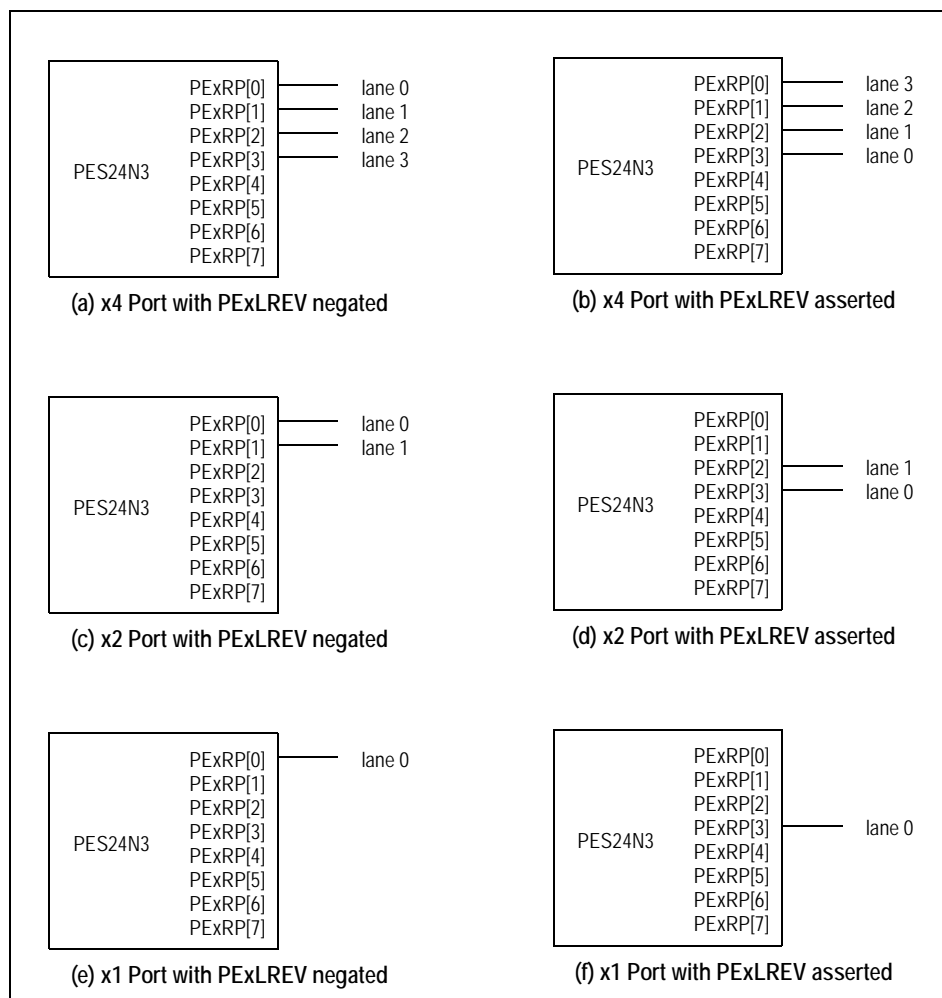 PES24N3
PExRP[0]
PExRP[1]
PExRP[2]
PExRP[3]
PExRP[4]
PExRP[5]
PExRP[6]
PExRP[7]
lane 0
lane 1
lane 2
lane 3
(a) x4 Port with PExLREV negated
PES24N3
PExRP[0]
PExRP[1]
PExRP[2]
PExRP[3]
PExRP[4]
PExRP[5]
PExRP[6]
PExRP[7]
lane 3
lane 2
lane 1
lane 0
(b) x4 Port with PExLREV asserted
PES24N3
PExRP[0]
PExRP[1]
PExRP[2]
PExRP[3]
PExRP[4]
PExRP[5]
PExRP[6]
PExRP[7]
lane 0
lane 1
(c) x2 Port with PExLREV negated
PES24N3
PExRP[0]
PExRP[1]
PExRP[2]
PExRP[3]
PExRP[4]
PExRP[5]
PExRP[6]
PExRP[7]
lane 1
lane 0
(d) x2 Port with PExLREV asserted
PES24N3
PExRP[0]
PExRP[1]
PExRP[2]
PExRP[3]
PExRP[4]
PExRP[5]
PExRP[6]
PExRP[7]
lane 0
(e) x1 Port with PExLREV negated
PES24N3
PExRP[0]
PExRP[1]
PExRP[2]
PExRP[3]
PExRP[4]
PExRP[5]
PExRP[6]
PExRP[7]
lane 0
(f) x1 Port with PExLREV asserted